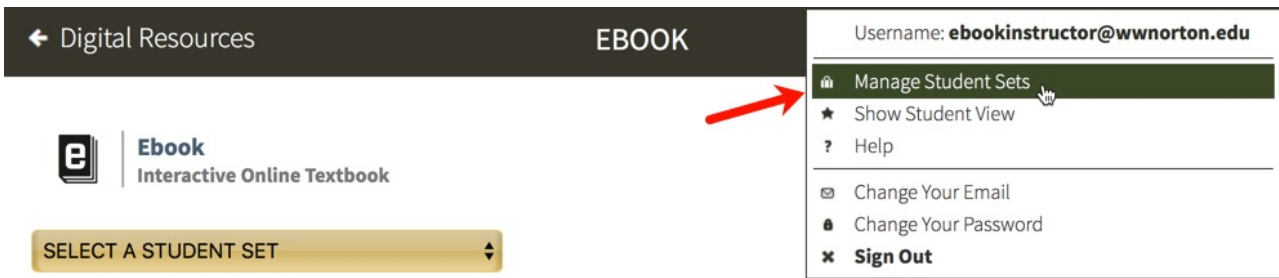 Digital Resources
EBOOK
e
Ebook
Interactive Online Textbook
SELECT A STUDENT SET
Username: ebookinstructor@wwnorton.edu
Manage Student Sets
Show Student View
? Help
Change Your Email
Change Your Password
Sign Out